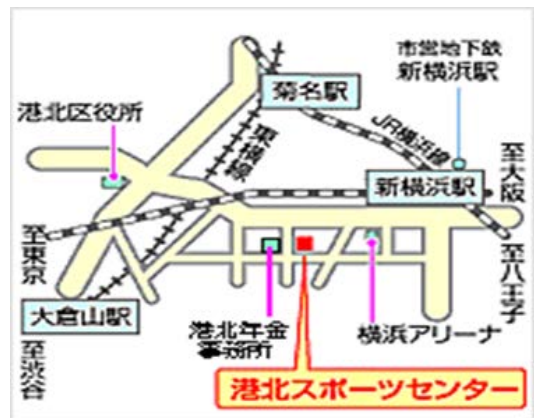 市営地下鉄
新横浜駅
菊名駅
港北区役所
JR横浜線
東横線
至大阪
新横浜駅
至東京
至八王子
大倉山駅
至渋谷
港北年金
事務所
横浜アリーナ
港北スポーツセンター